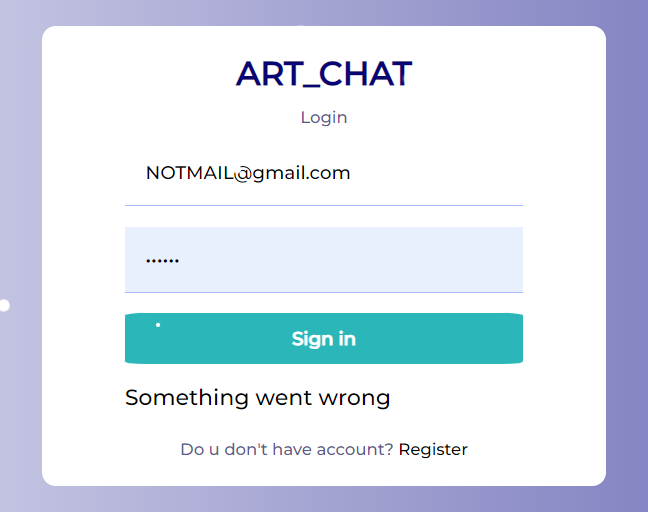 ART_CHAT
Login
NOTMAIL@gmail.com
••••••
Sign in
Something went wrong
Do u don't have account? Register